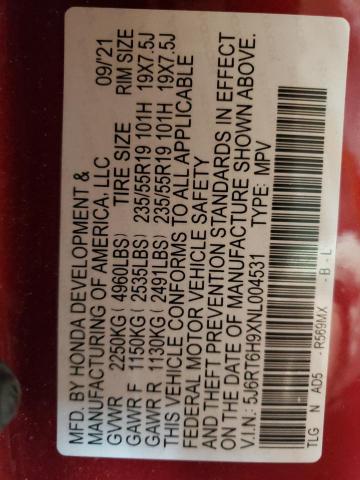 MFD. BY HONDA DEVELOPMENT &
MANUFACTURING OF AMERICA, LLC 09/'21
GVWR 2250KG ( 4960LBS) TIRE SIZE RIM SIZE
GAWR F 1150KG ( 2535LBS) 235/55R19 101H 19X7.5J
GAWR R 1130KG ( 2491LBS) 235/55R19 101H 19X7.5J
THIS VEHICLE CONFORMS TO ALL APPLICABLE
FEDERAL MOTOR VEHICLE SAFETY
AND THEFT PREVENTION STANDARDS IN EFFECT
ON THE DATE OF MANUFACTURE SHOWN ABOVE.
V.I.N.: 5J6RT6H9XNL004531 TYPE: MPV
TLG N AD5 - R569MX - B - L